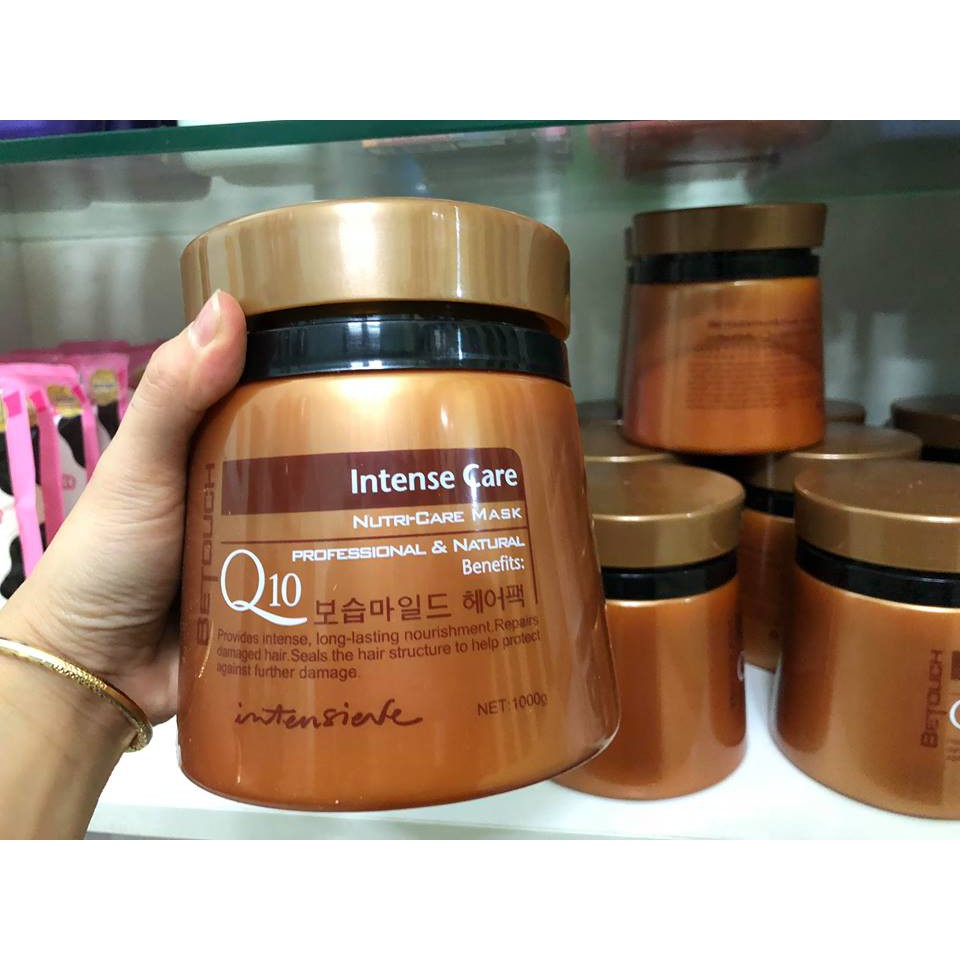 Intense Care
NUTRI-CARE MASK
PROFESSIONAL & NATURAL
Benefits:
Q10
보습마일드 헤어팩
Provides intense, long-lasting nourishment.Repairs
damaged hair.Seals the hair structure to help protect
against further damage.
NET:1000g
BETOUCH
BETOUCH